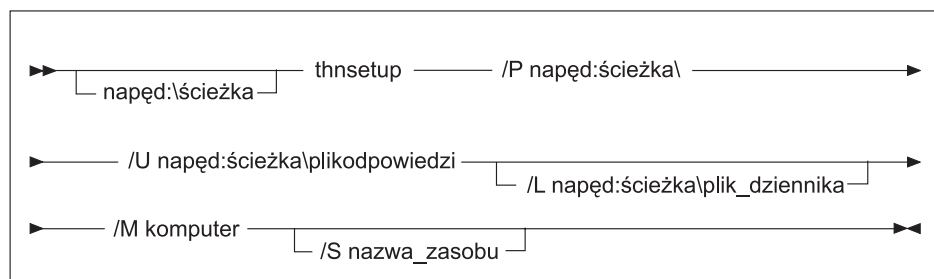 thnsetup /P napęd:ścieżka\
napęd:\ścieżka
/U napęd:ścieżka\plikodpowiedzi
/L napęd:ścieżka\plik_dziennika
/M komputer
/S nazwa_zasobu